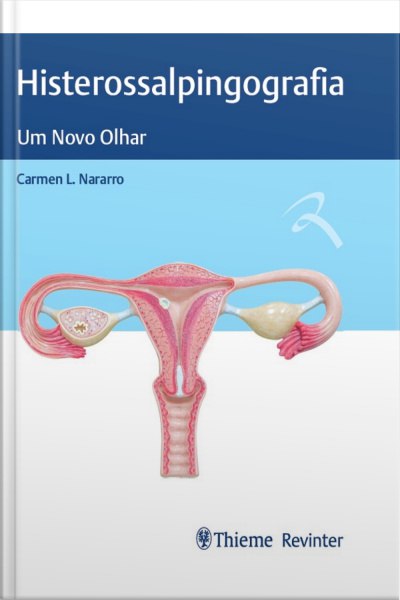 Histerossalpingografia
Um Novo Olhar
Carmen L. Nararro
Thieme Revinter